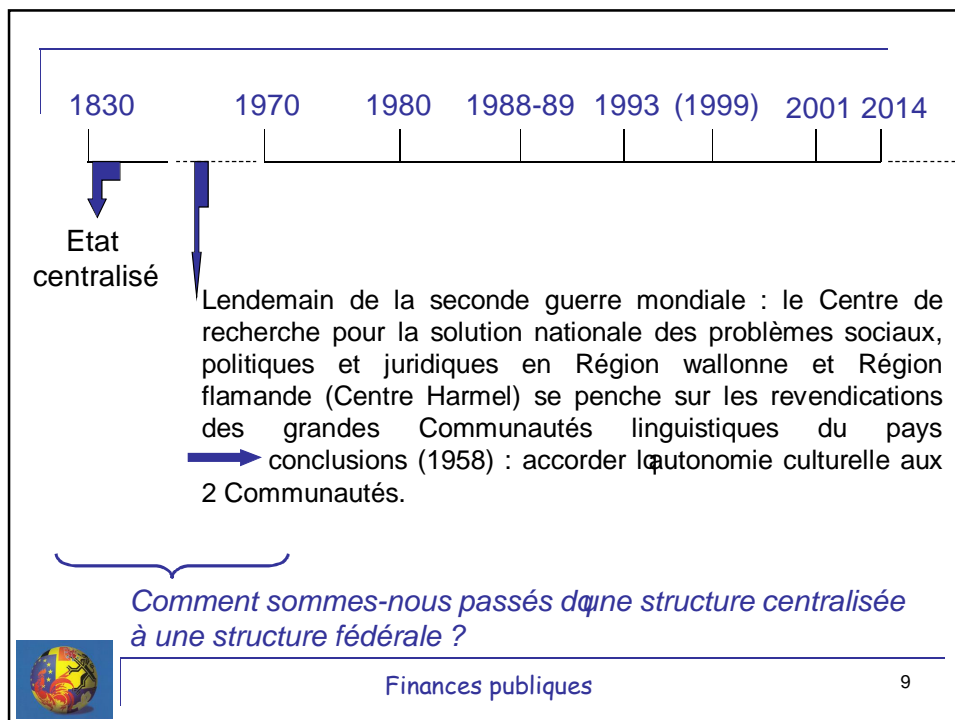 1830 1970 1980 1988-89 1993 (1999) 2001 2014
Etat
centralisé
Lendemain de la seconde guerre mondiale : le Centre de
recherche pour la solution nationale des problèmes sociaux,
politiques et juridiques en Région wallonne et Région
flamande (Centre Harmel) se penche sur les revendications
des grandes Communautés linguistiques du pays
conclusions (1958) : accorder lqautonomie culturelle aux
2 Communautés.
Comment sommes-nous passés dqune structure centralisée
à une structure fédérale ?
Finances publiques 9